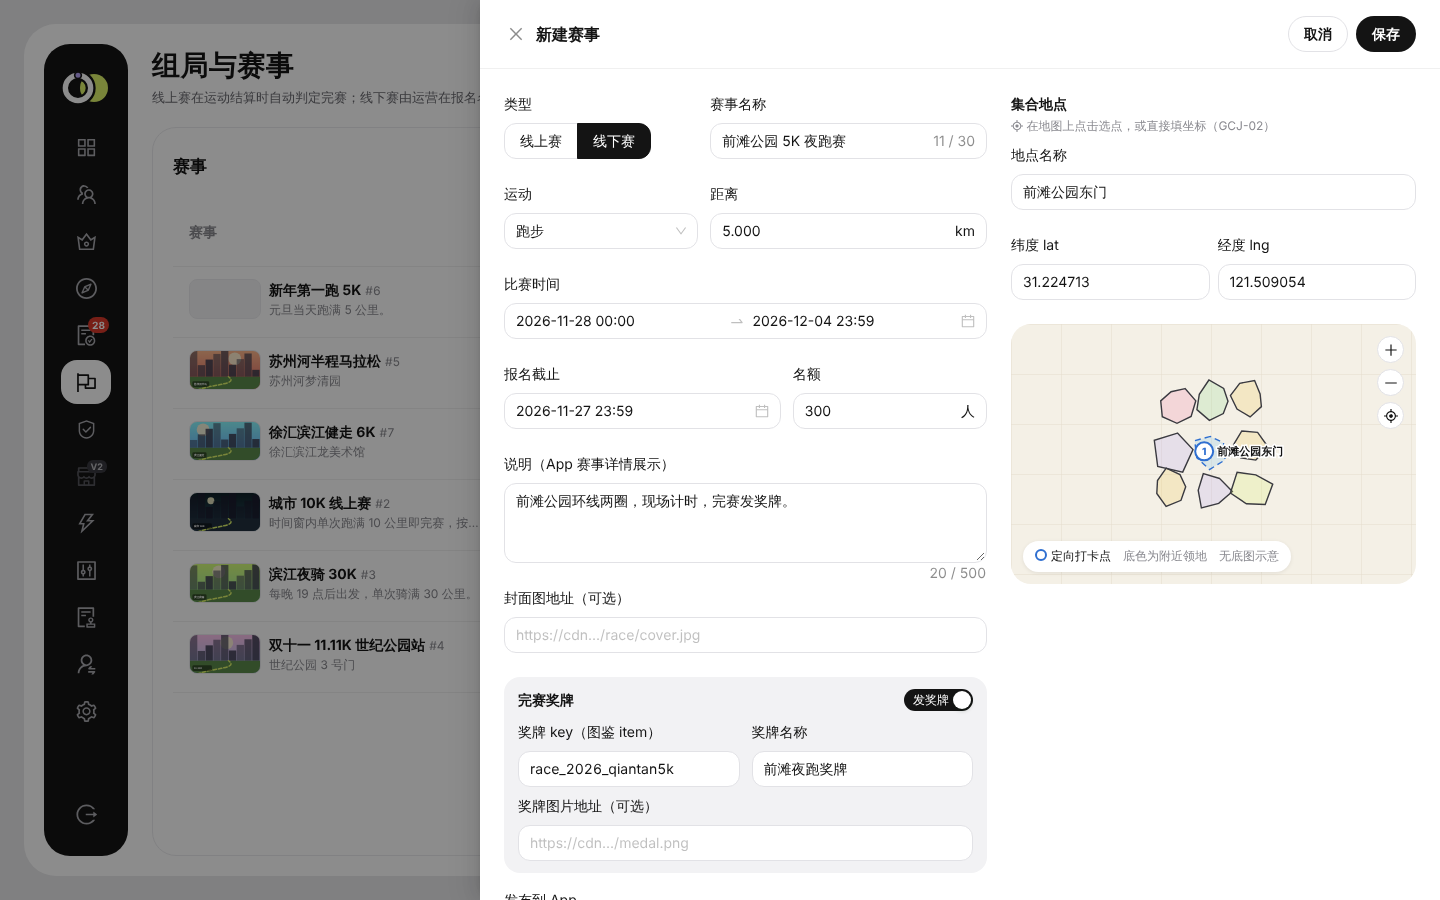 组局与赛事
线上赛在运动结算时自动判定完赛；线下赛由运营在报名
赛事
赛事
28
V2
新年第一跑 5K #6
元旦当天跑满 5 公里。
苏州河半程马拉松 #5
苏州河梦清园
徐汇滨江健走 6K #7
徐汇滨江龙美术馆
城市 10K 线上赛 #2
时间窗内单次跑满 10 公里即完赛，按...
滨江夜骑 30K #3
每晚 19 点后出发，单次骑满 30 公里。
双十一 11.11K 世纪公园站 #4
世纪公园 3 号门
新建赛事
取消
保存
类型
线上赛
线下赛
赛事名称
前滩公园 5K 夜跑赛
11 / 30
运动
跑步
距离
5.000
km
比赛时间
2026-11-28 00:00
2026-12-04 23:59
报名截止
2026-11-27 23:59
名额
300
人
说明（App 赛事详情展示）
前滩公园环线两圈，现场计时，完赛发奖牌。
20 / 500
封面图地址（可选）
https://cdn.../race/cover.jpg
完赛奖牌
发奖牌
奖牌 key（图鉴 item）
race_2026_qiantan5k
奖牌名称
前滩夜跑奖牌
奖牌图片地址（可选）
https://cdn.../medal.png
发布到 App
集合地点
在地图上点击选点，或直接填坐标（GCJ-02）
地点名称
前滩公园东门
纬度 lat
31.224713
经度 lng
121.509054
1
前滩公园东门
定向打卡点
底色为附近领地
无底图示意